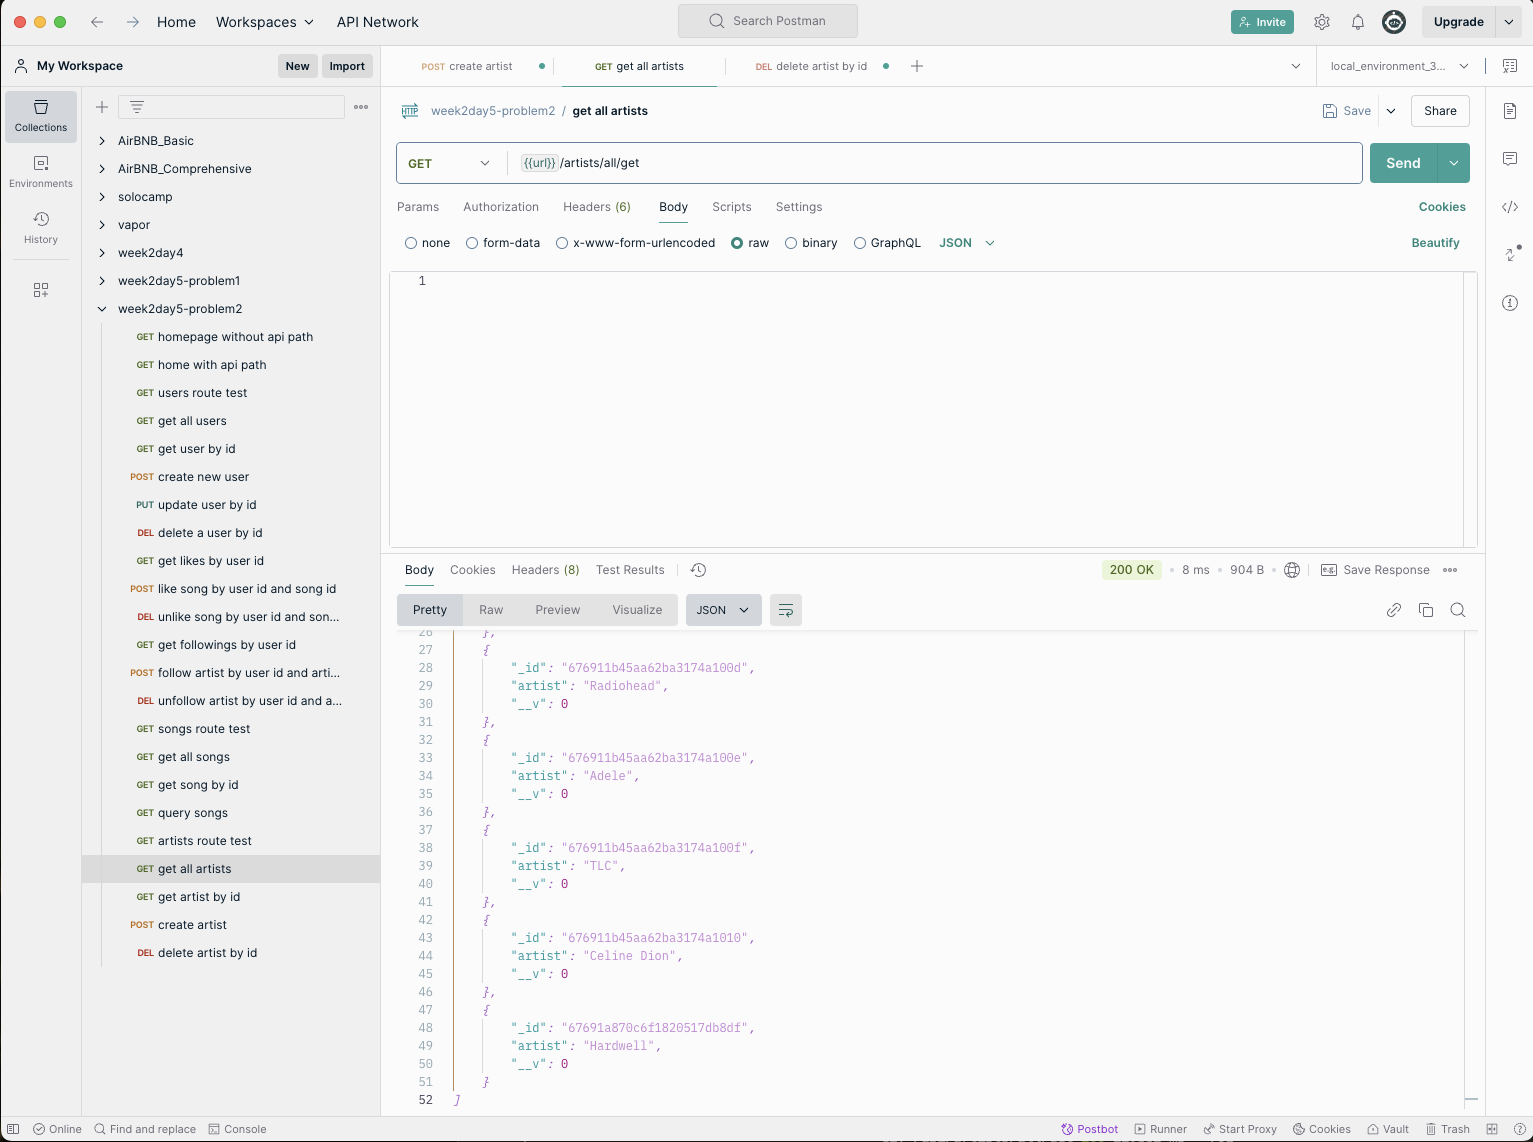 Home Workspaces API Network Search Postman Invite Upgrade
My Workspace New Import POST create artist GET get all artists DEL delete artist by id local_environment_3...
Collections
Environments
History
AirBNB_Basic
AirBNB_Comprehensive
solocamp
vapor
week2day4
week2day5-problem1
week2day5-problem2
GET homepage without api path
GET home with api path
GET users route test
GET get all users
GET get user by id
POST create new user
PUT update user by id
DEL delete a user by id
GET get likes by user id
POST like song by user id and song id
DEL unlike song by user id and son...
GET get followings by user id
POST follow artist by user id and arti...
DEL unfollow artist by user id and a...
GET songs route test
GET get all songs
GET get song by id
GET query songs
GET artists route test
GET get all artists
GET get artist by id
POST create artist
DEL delete artist by id
HTTP week2day5-problem2 / get all artists Save Share
GET {{url}}/artists/all/get Send
Params Authorization Headers (6) Body Scripts Settings Cookies
none form-data x-www-form-urlencoded raw binary GraphQL JSON Beautify
1
Body Cookies Headers (8) Test Results 200 OK 8 ms 904 B e.g. Save Response
Pretty Raw Preview Visualize JSON
26 },
27 {
28 "_id": "676911b45aa62ba3174a100d",
29 "artist": "Radiohead",
30 "__v": 0
31 },
32 {
33 "_id": "676911b45aa62ba3174a100e",
34 "artist": "Adele",
35 "__v": 0
36 },
37 {
38 "_id": "676911b45aa62ba3174a100f",
39 "artist": "TLC",
40 "__v": 0
41 },
42 {
43 "_id": "676911b45aa62ba3174a1010",
44 "artist": "Celine Dion",
45 "__v": 0
46 },
47 {
48 "_id": "67691a870c6f1820517db8df",
49 "artist": "Hardwell",
50 "__v": 0
51 }
52 ]
Online Find and replace Console Postbot Runner Start Proxy Cookies Vault Trash